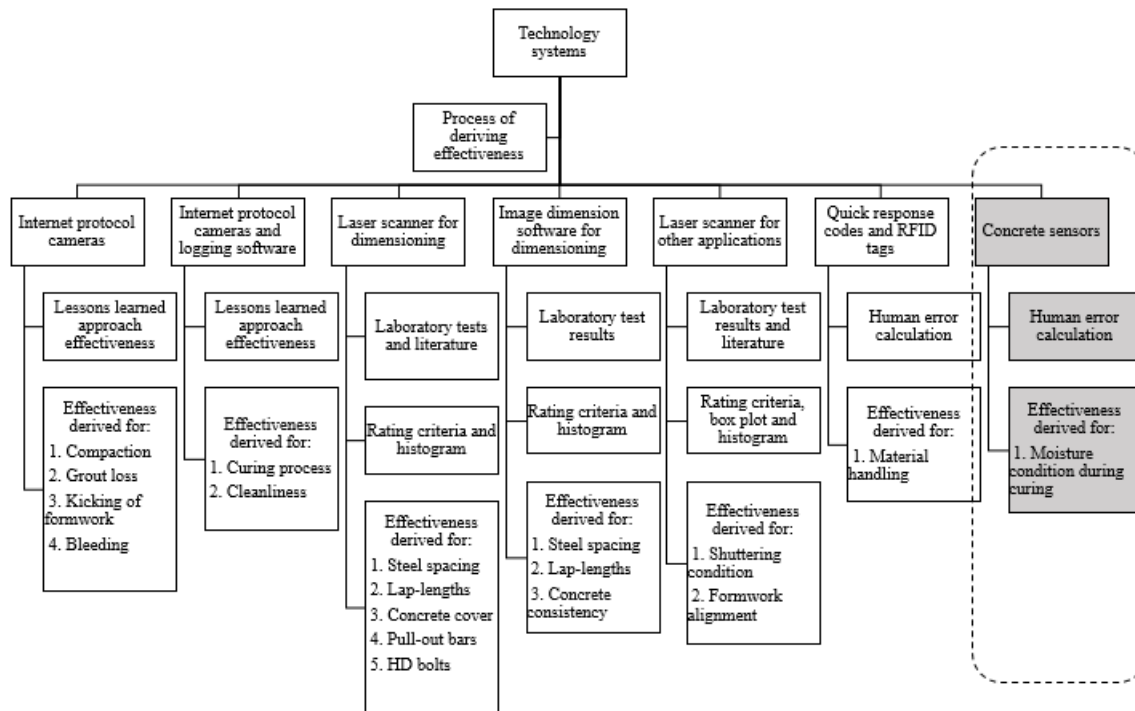 Technology
systems
Process of
deriving
effectiveness
Internet protocol
cameras
Lessons learned
approach
effectiveness
Effectiveness
derived for:
1. Compaction
2. Grout loss
3. Kicking of
formwork
4. Bleeding
Internet protocol
cameras and
logging software
Lessons learned
approach
effectiveness
Effectiveness
derived for:
1. Curing process
2. Cleanliness
Laser scanner for
dimensioning
Laboratory tests
and literature
Rating criteria and
histogram
Effectiveness
derived for:
1. Steel spacing
2. Lap-lengths
3. Concrete cover
4. Pull-out bars
5. HD bolts
Image dimension
software for
dimensioning
Laboratory test
results
Rating criteria and
histogram
Effectiveness
derived for:
1. Steel spacing
2. Lap-lengths
3. Concrete
consistency
Laser scanner for
other applications
Laboratory test
results and
literature
Rating criteria,
box plot and
histogram
Effectiveness
derived for:
1. Shuttering
condition
2. Formwork
alignment
Quick response
codes and RFID
tags
Human error
calculation
Effectiveness
derived for:
1. Material
handling
Concrete sensors
Human error
calculation
Effectiveness
derived for:
1. Moisture
condition during
curing